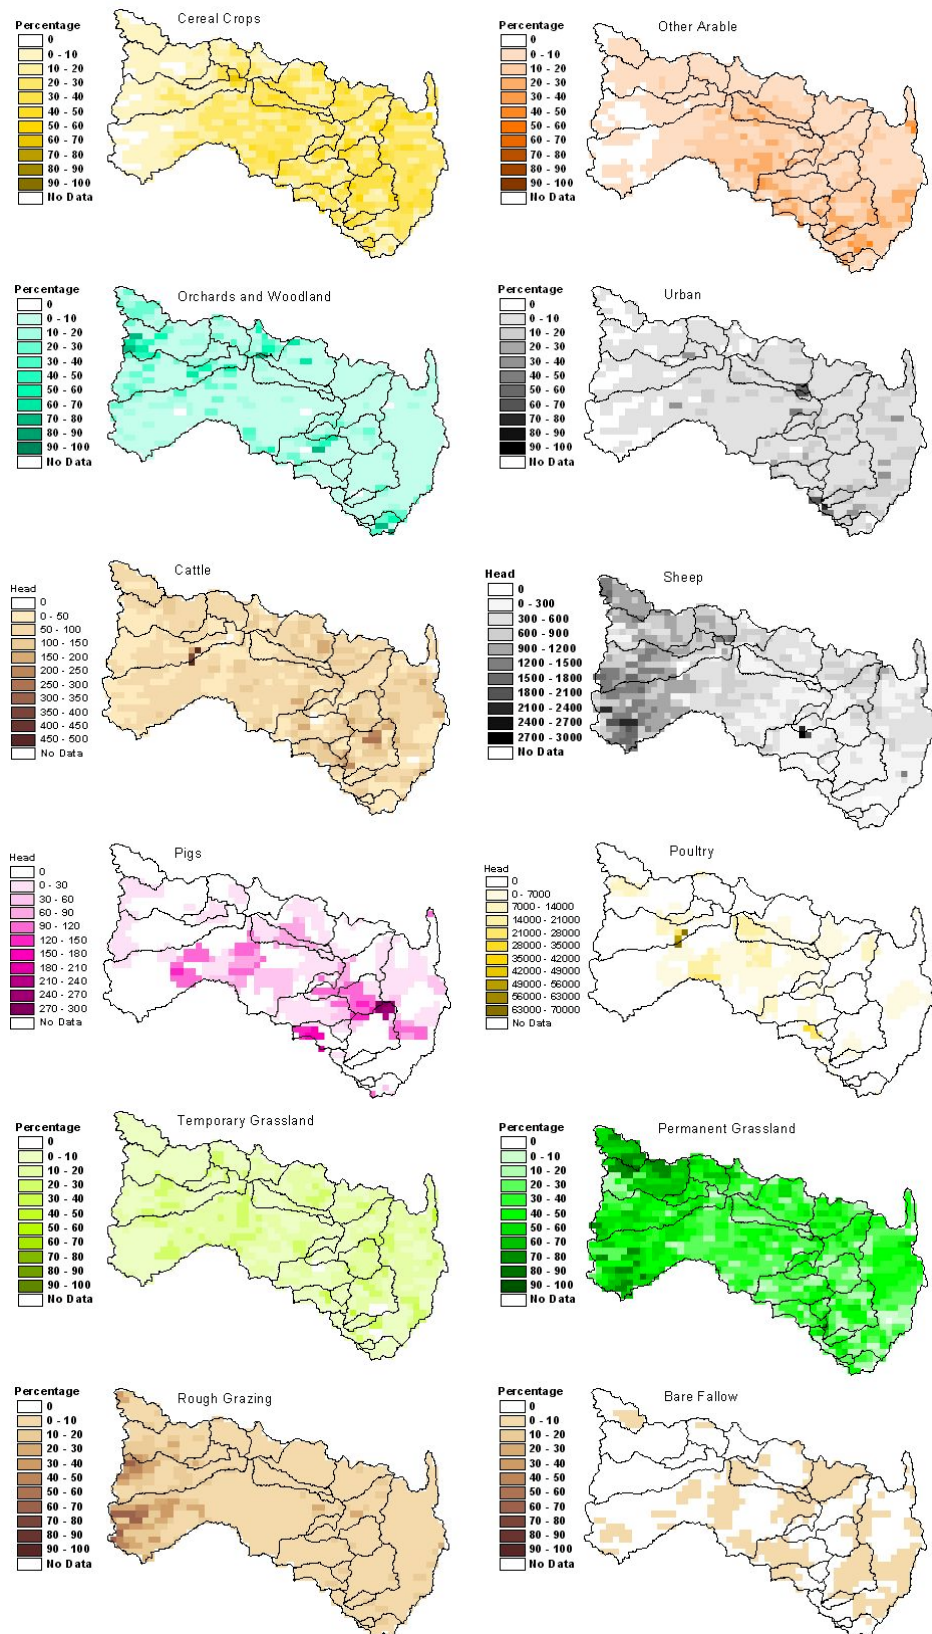 Cereal Crops
Percentage
0
0 - 10
10 - 20
20 - 30
30 - 40
40 - 50
50 - 60
60 - 70
70 - 80
80 - 90
90 - 100
No Data
Other Arable
Percentage
0
0 - 10
10 - 20
20 - 30
30 - 40
40 - 50
50 - 60
60 - 70
70 - 80
80 - 90
90 - 100
No Data
Orchards and Woodland
Percentage
0
0 - 10
10 - 20
20 - 30
30 - 40
40 - 50
50 - 60
60 - 70
70 - 80
80 - 90
90 - 100
No Data
Urban
Percentage
0
0 - 10
10 - 20
20 - 30
30 - 40
40 - 50
50 - 60
60 - 70
70 - 80
80 - 90
90 - 100
No Data
Cattle
Head
0
0 - 50
50 - 100
100 - 150
150 - 200
200 - 250
250 - 300
300 - 350
350 - 400
400 - 450
450 - 500
No Data
Sheep
Head
0
0 - 300
300 - 600
600 - 900
900 - 1200
1200 - 1500
1500 - 1800
1800 - 2100
2100 - 2400
2400 - 2700
2700 - 3000
No Data
Pigs
Head
0
0 - 30
30 - 60
60 - 90
90 - 120
120 - 150
150 - 180
180 - 210
210 - 240
240 - 270
270 - 300
No Data
Poultry
Head
0
0 - 7000
7000 - 14000
14000 - 21000
21000 - 28000
28000 - 35000
35000 - 42000
42000 - 49000
49000 - 56000
56000 - 63000
63000 - 70000
No Data
Temporary Grassland
Percentage
0
0 - 10
10 - 20
20 - 30
30 - 40
40 - 50
50 - 60
60 - 70
70 - 80
80 - 90
90 - 100
No Data
Permanent Grassland
Percentage
0
0 - 10
10 - 20
20 - 30
30 - 40
40 - 50
50 - 60
60 - 70
70 - 80
80 - 90
90 - 100
No Data
Rough Grazing
Percentage
0
0 - 10
10 - 20
20 - 30
30 - 40
40 - 50
50 - 60
60 - 70
70 - 80
80 - 90
90 - 100
No Data
Bare Fallow
Percentage
0
0 - 10
10 - 20
20 - 30
30 - 40
40 - 50
50 - 60
60 - 70
70 - 80
80 - 90
90 - 100
No Data